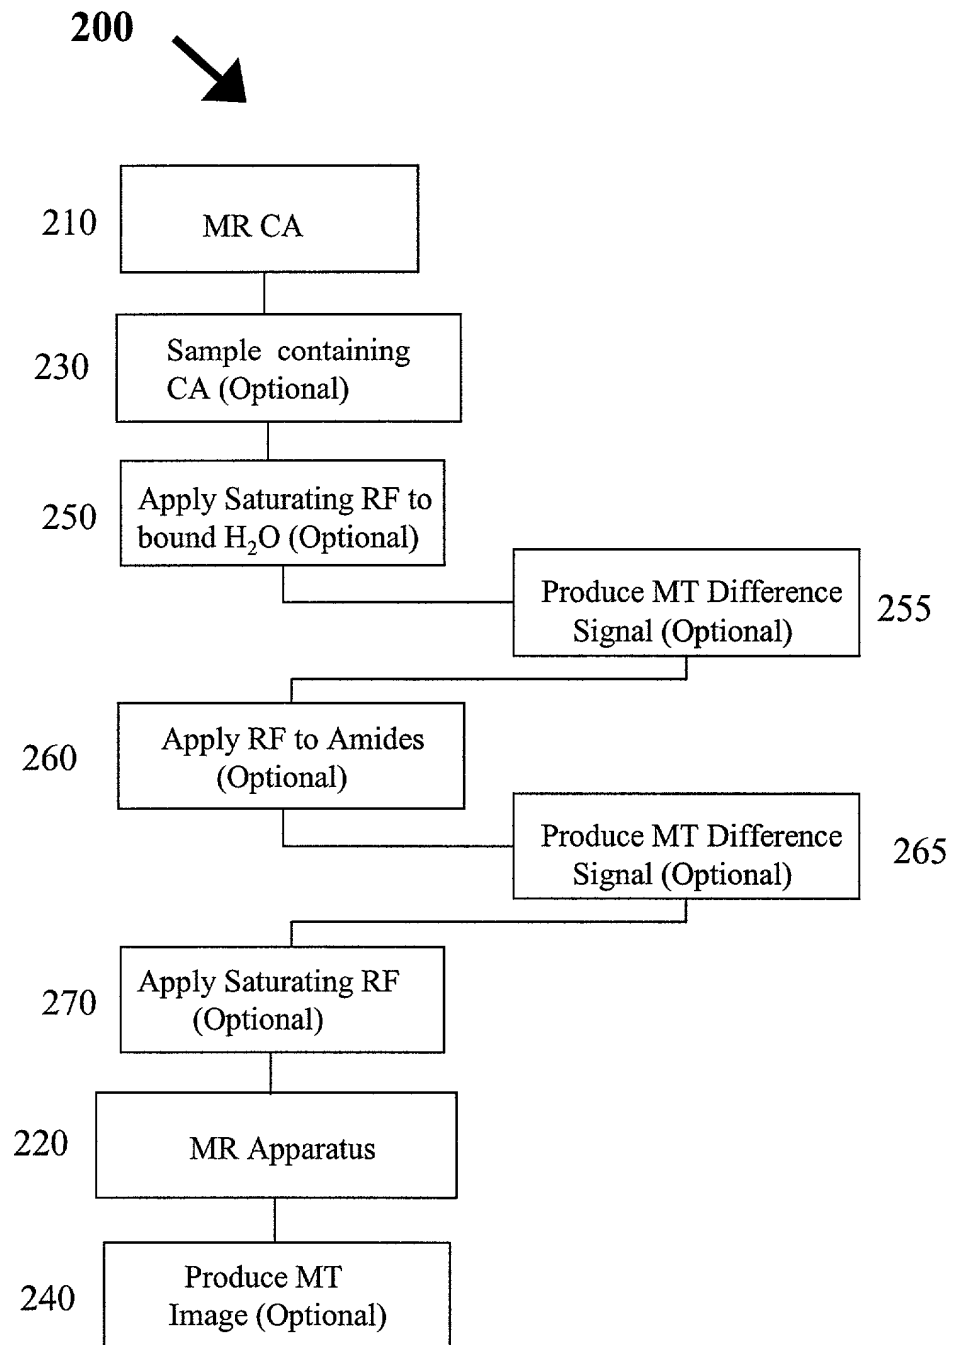 200
210
MR CA
230
Sample containing
CA (Optional)
250
Apply Saturating RF to
bound H₂O (Optional)
Produce MT Difference
Signal (Optional)
255
260
Apply RF to Amides
(Optional)
Produce MT Difference
Signal (Optional)
265
270
Apply Saturating RF
(Optional)
220
MR Apparatus
240
Produce MT
Image (Optional)